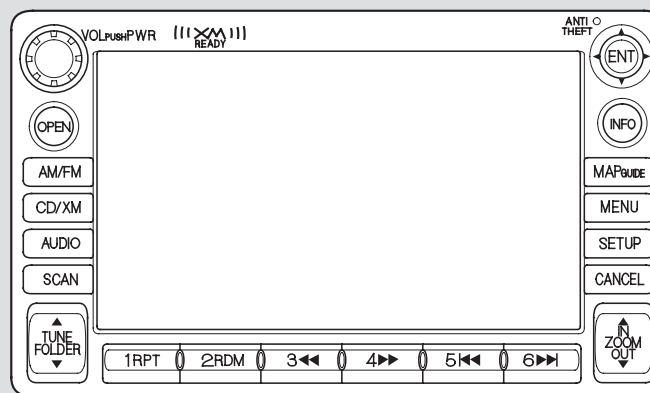 VOL PUSH PWR
XM
READY
ANTI
THEFT
ENT
OPEN
INFO
AM/FM
MAP GUIDE
CD/XM
MENU
AUDIO
SETUP
SCAN
CANCEL
TUNE
FOLDER
1RPT
2RDM
3◀◀
4▶▶
5|◀◀
6▶▶|
IN
ZOOM
OUT